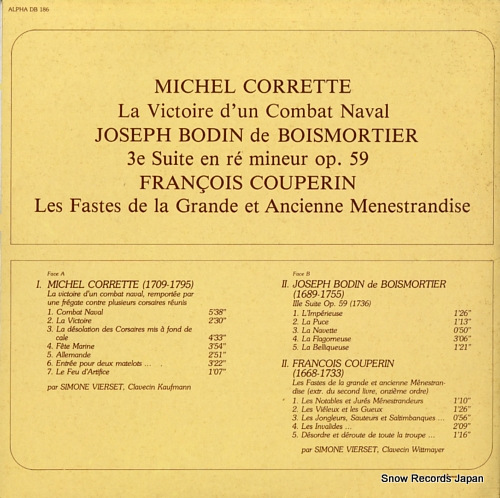 ALPHA DB 186
MICHEL CORRETTE
La Victoire d'un Combat Naval
JOSEPH BODIN de BOISMORTIER
3e Suite en ré mineur op. 59
FRANÇOIS COUPERIN
Les Fastes de la Grande et Ancienne Menestrandise
Face A
I. MICHEL CORRETTE (1709-1795)
La victoire d'un combat naval, remportée par
une frégate contre plusieurs corsaires réunis
1. Combat Naval 5'38"
2. La Victoire 2'30"
3. La désolation des Corsaires mis à fond de
cale 4'33"
4. Fête Marine 3'54"
5. Allemande 2'51"
6. Entrée pour deux matelots ... 3'22"
7. Le Feu d'Artifice 1'07"
par SIMONE VIERSET, Clavecin Kaufmann
Face B
II. JOSEPH BODIN de BOISMORTIER
(1689-1755)
IIIe Suite Op. 59 (1736)
1. L'Impérieuse 1'26"
2. La Puce 1'13"
3. La Navette 0'50"
4. La Flagorneuse 3'06"
5. La Belliqueuse 1'21"
II. FRANCOIS COUPERIN
(1668-1733)
Les Fastes de la grande et ancienne Ménestran-
dise (extr. du second livre, onzième ordre)
1. Les Notables et Jurés Ménestrandeurs 1'10"
2. Les Viéleux et les Gueux 1'26"
3. Les Jongleurs, Sauteurs et Saltimbanques ... 0'56"
4. Les Invalides ... 2'09"
5. Désordre et déroute de toute la troupe ... 1'16"
par SIMONE VIERSET, Clavecin Wittmayer
Snow Records Japan